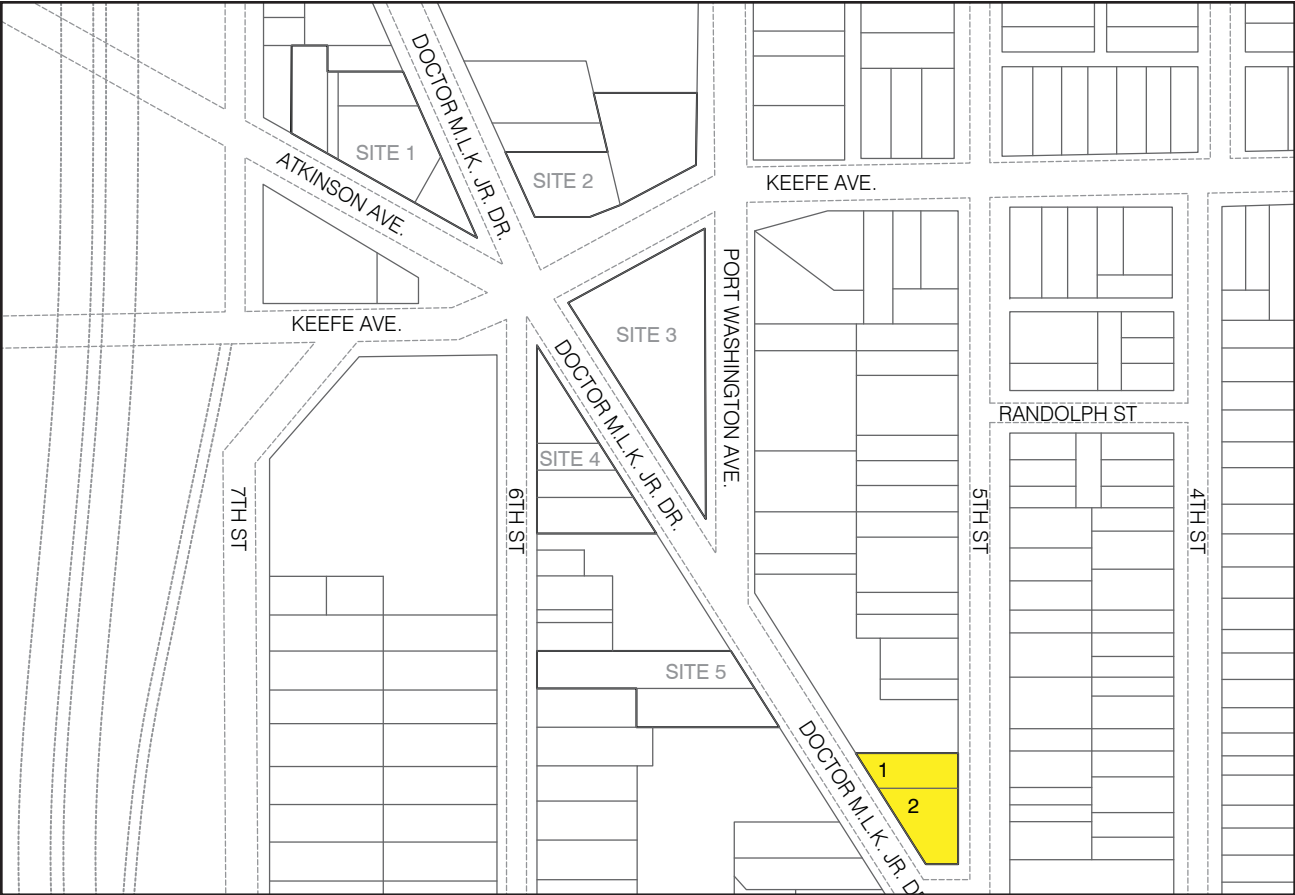 DOCTOR M.L.K. JR. DR.
SITE 1
ATKINSON AVE.
SITE 2
KEEFE AVE.
KEEFE AVE.
SITE 3
PORT WASHINGTON AVE.
DOCTOR M.L.K. JR. DR.
SITE 4
RANDOLPH ST
7TH ST
6TH ST
5TH ST
4TH ST
SITE 5
DOCTOR M.L.K. JR. D
1
2